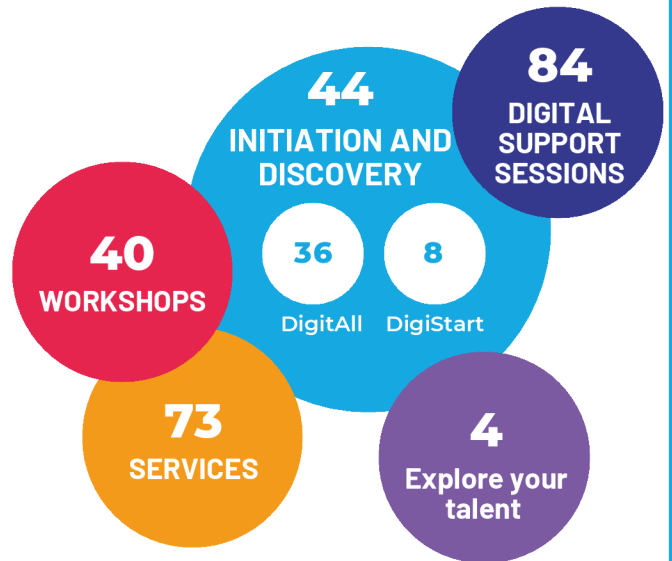 84
DIGITAL
SUPPORT
SESSIONS
44
INITIATION AND
DISCOVERY
36
8
DigitAll
DigiStart
40
WORKSHOPS
73
SERVICES
4
Explore your
talent